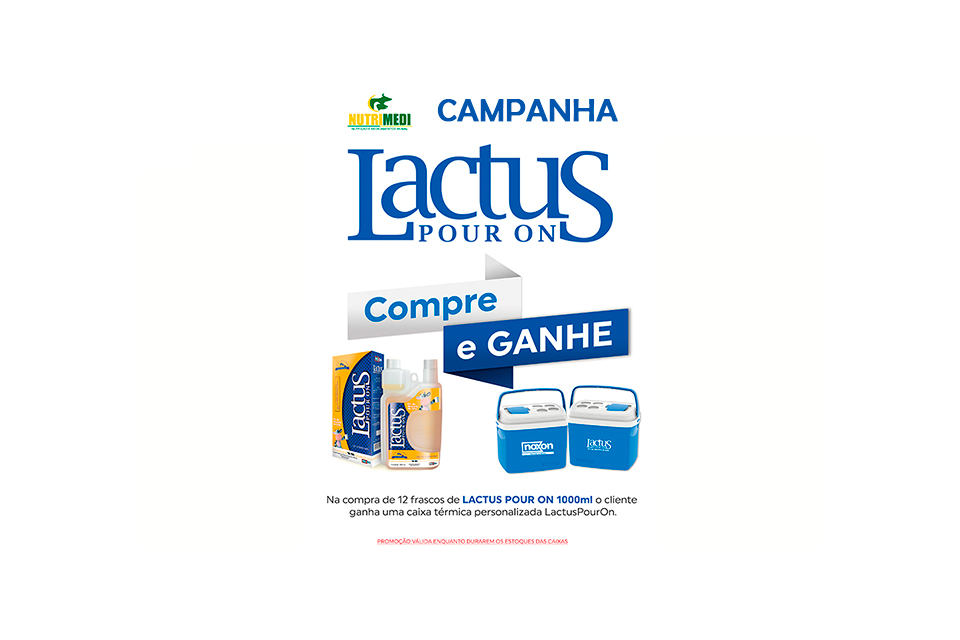 NUTRIMEDI
CAMPANHA
Lactus
POUR ON
Compre
e GANHE
Lactus
POUR ON
Lactus
POUR ON
noxon
Lactus
Na compra de 12 frascos de LACTUS POUR ON 1000ml o cliente
ganha uma caixa térmica personalizada LactusPourOn.
PROMOÇÃO VÁLIDA ENQUANTO DURAREM OS ESTOQUES DAS CAIXAS